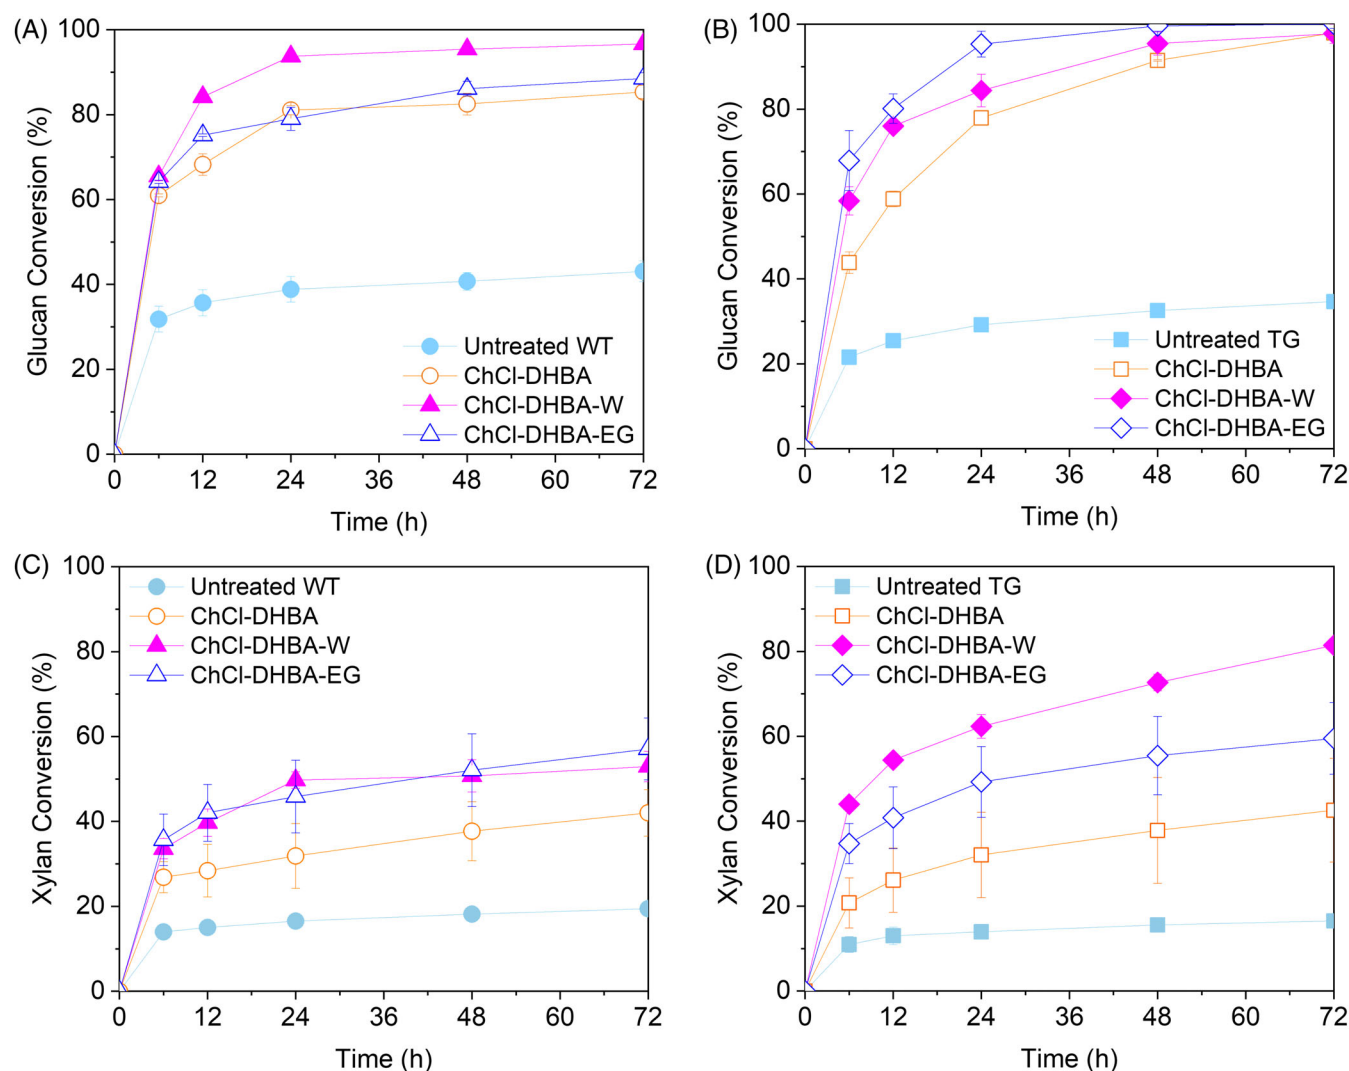 (A)
100
80
60
40
20
0
Glucan Conversion (%)
Untreated WT
ChCl-DHBA
ChCl-DHBA-W
ChCl-DHBA-EG
0 12 24 36 48 60 72
Time (h)
(B)
100
80
60
40
20
0
Glucan Conversion (%)
Untreated TG
ChCl-DHBA
ChCl-DHBA-W
ChCl-DHBA-EG
0 12 24 36 48 60 72
Time (h)
(C)
100
80
60
40
20
0
Xylan Conversion (%)
Untreated WT
ChCl-DHBA
ChCl-DHBA-W
ChCl-DHBA-EG
0 12 24 36 48 60 72
Time (h)
(D)
100
80
60
40
20
0
Xylan Conversion (%)
Untreated TG
ChCl-DHBA
ChCl-DHBA-W
ChCl-DHBA-EG
0 12 24 36 48 60 72
Time (h)